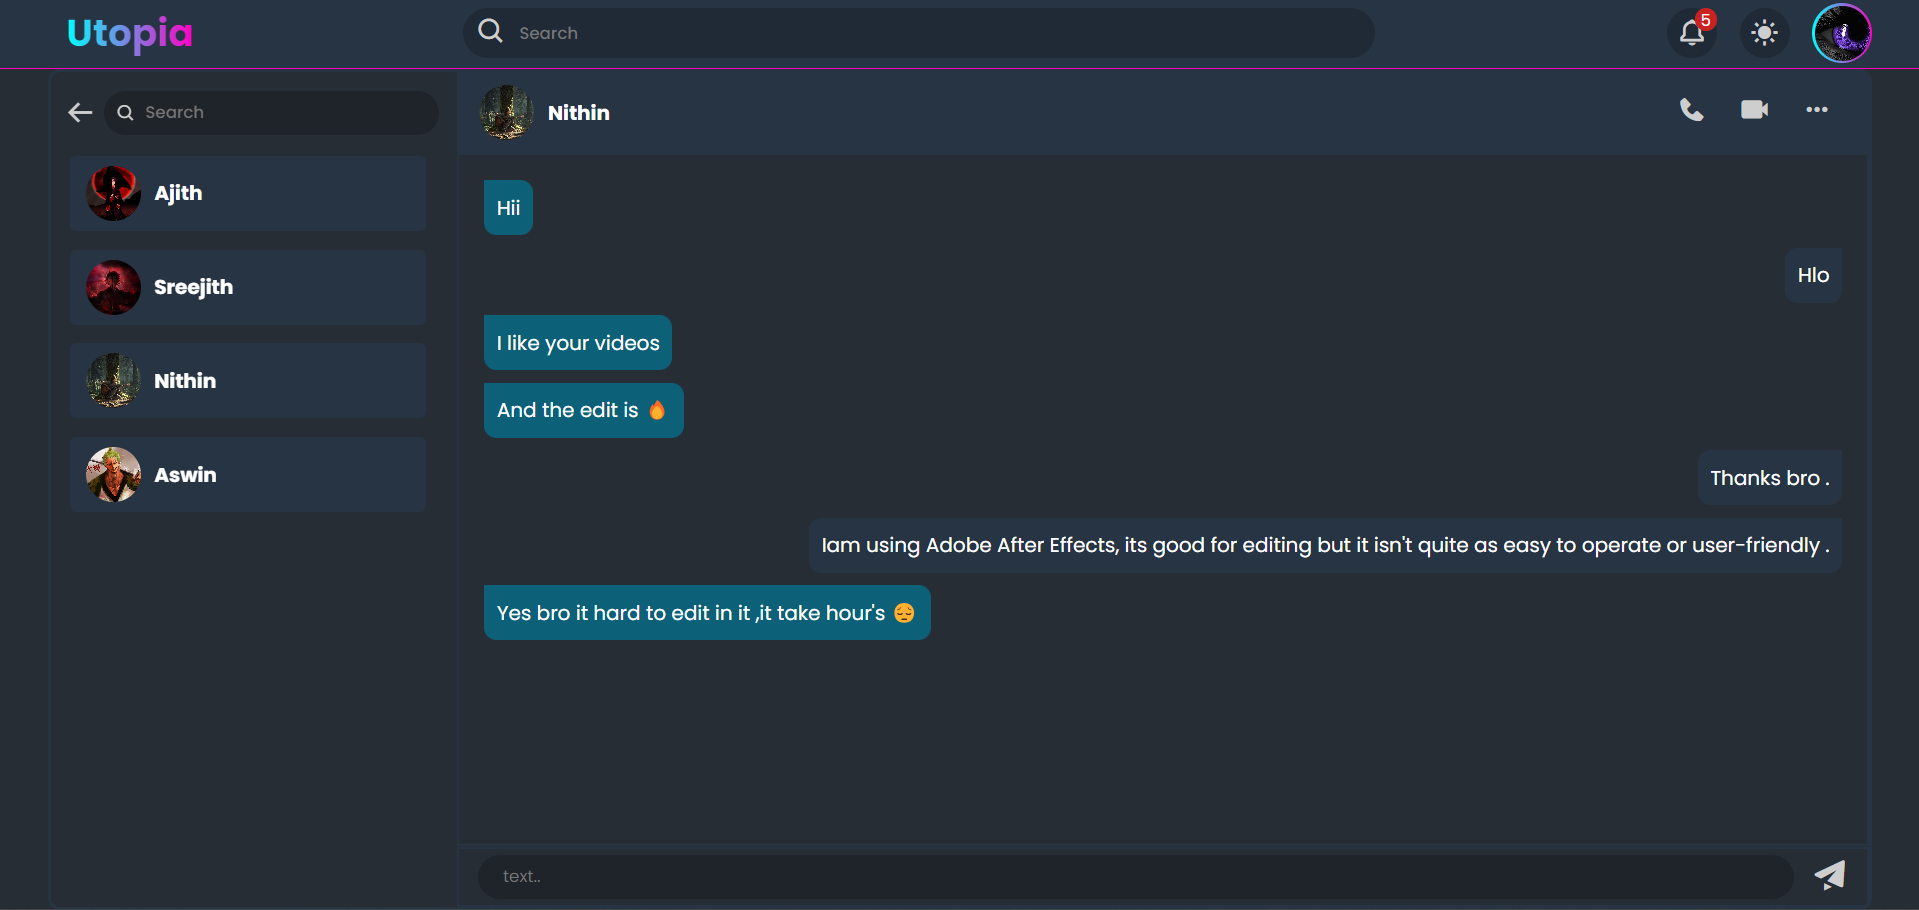 Utopia
Search
5
Search
Ajith
Sreejith
Nithin
Aswin
Nithin
Hii
Hlo
I like your videos
And the edit is 🔥
Thanks bro .
Iam using Adobe After Effects, its good for editing but it isn't quite as easy to operate or user-friendly .
Yes bro it hard to edit in it ,it take hour's 😔
text..